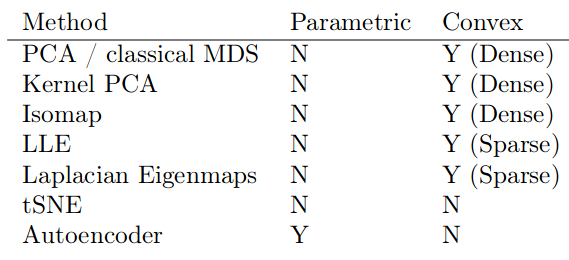 Method Parametric Convex
PCA / classical MDS N Y (Dense)
Kernel PCA N Y (Dense)
Isomap N Y (Dense)
LLE N Y (Sparse)
Laplacian Eigenmaps N Y (Sparse)
tSNE N N
Autoencoder Y N